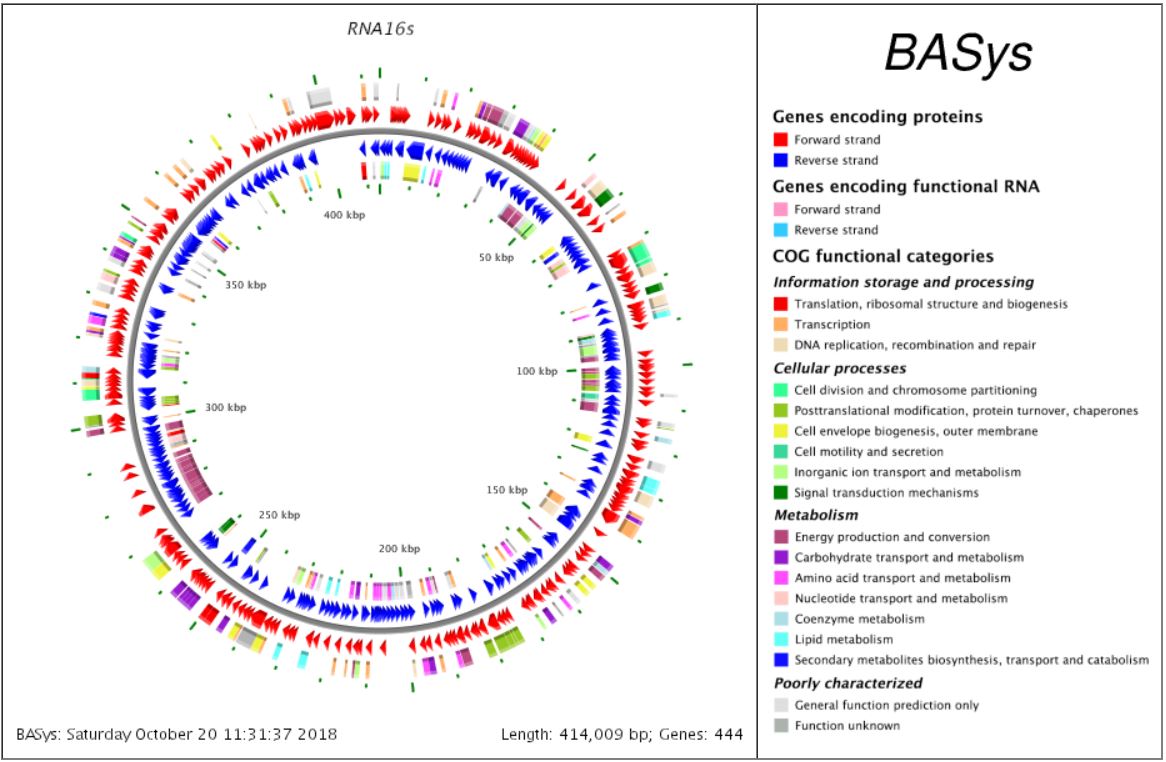 RNA16s
400 kbp
50 kbp
350 kbp
100 kbp
300 kbp
150 kbp
250 kbp
200 kbp
BASys: Saturday October 20 11:31:37 2018
Length: 414,009 bp; Genes: 444
BASys
Genes encoding proteins
Forward strand
Reverse strand
Genes encoding functional RNA
Forward strand
Reverse strand
COG functional categories
Information storage and processing
Translation, ribosomal structure and biogenesis
Transcription
DNA replication, recombination and repair
Cellular processes
Cell division and chromosome partitioning
Posttranslational modification, protein turnover, chaperones
Cell envelope biogenesis, outer membrane
Cell motility and secretion
Inorganic ion transport and metabolism
Signal transduction mechanisms
Metabolism
Energy production and conversion
Carbohydrate transport and metabolism
Amino acid transport and metabolism
Nucleotide transport and metabolism
Coenzyme metabolism
Lipid metabolism
Secondary metabolites biosynthesis, transport and catabolism
Poorly characterized
General function prediction only
Function unknown